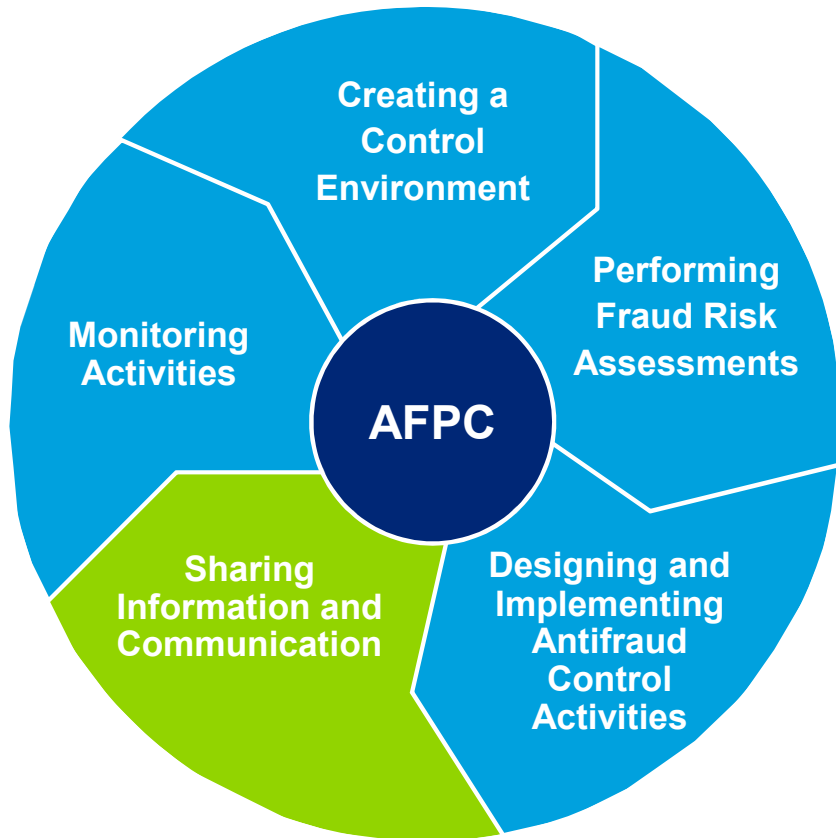 Creating a
Control
Environment
Performing
Fraud Risk
Assessments
Monitoring
Activities
AFPC
Sharing
Information and
Communication
Designing and
Implementing
Antifraud
Control
Activities